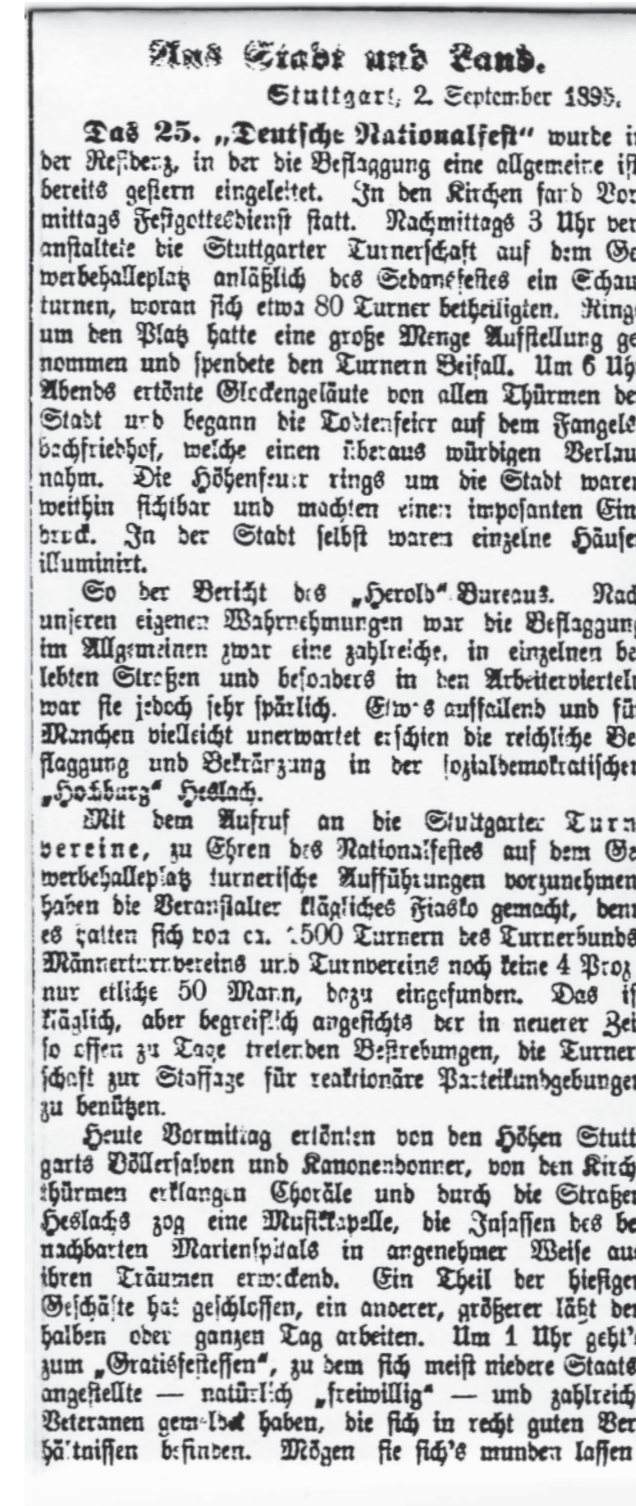 Aus Stadt und Land.
Stuttgart, 2. September 1895.
Das 25. „Deutsche Nationalfest“ wurde i
der Residenz, in der die Beflaggung eine allgemeine ist
bereits gestern eingeleitet. In den Kirchen fand Vor
mittags Festgottesdienst statt. Nachmittags 3 Uhr ver
anstaltete die Stuttgarter Turnerschaft auf dem Ge
werbehalleplatz anläßlich des Sedansfestes ein Schau
turnen, woran sich etwa 80 Turner betheiligten. Rings
um den Platz hatte eine große Menge Aufstellung ge
nommen und spendete den Turnern Beifall. Um 6 Uhr
Abends ertönte Glockengeläute von allen Thürmen der
Stadt und begann die Todtenfeier auf dem Fangels
bachfriedhof, welche einen überaus würdigen Verlau
nahm. Die Höhenfeuer rings um die Stadt waren
weithin sichtbar und machten einen imposanten Ein
druck. In der Stadt selbst waren einzelne Häuser
illuminirt.
So der Bericht des „Herold“ Bureaus. Nach
unseren eigenen Wahrnehmungen war die Beflaggung
im Allgemeinen zwar eine zahlreiche, in einzelnen be
lebten Straßen und besonders in den Arbeitervierteln
war sie jedoch sehr spärlich. Etwas auffallend und für
Manchen vielleicht unerwartet erschien die reichliche Be
flaggung und Bekränzung in der sozialdemokratischen
„Hofburg“ Heslach.
Mit dem Aufruf an die Stuttgarter Turn
vereine, zu Ehren des Nationalfestes auf dem Ge
werbehalleplatz turnerische Aufführungen vorzunehmen
haben die Veranstalter klägliches Fiasko gemacht, denn
es hatten sich von ca. 1500 Turnern des Turnerbunds
Männerturnvereins und Turnvereins noch keine 4 Proz.
nur etliche 50 Mann, dazu eingefunden. Das is
kläglich, aber begreiflich angesichts der in neuerer Zei
so offen zu Tage tretenden Bestrebungen, die Turner
schaft zur Staffage für reaktionäre Parteikundgebungen
zu benützen.
Heute Vormittag ertönten von den Höhen Stutt
garts Böllersalven und Kanonendonner, von den Kirch
thürmen erklangen Choräle und durch die Straßen
Heslachs zog eine Musikkapelle, die Insassen des be
nachbarten Marienspitals in angenehmer Weise aus
ihren Träumen erweckend. Ein Theil der hiesigen
Geschäfte hat geschlossen, ein anderer, größerer läßt den
halben oder ganzen Tag arbeiten. Um 1 Uhr geht's
zum „Gratisfestessen“, zu dem sich meist niedere Staats
angestellte — natürlich „freiwillig“ — und zahlreich
Veteranen gemeldet haben, die sich in recht guten Ver
hältnissen befinden. Mögen sie sich's munden lassen